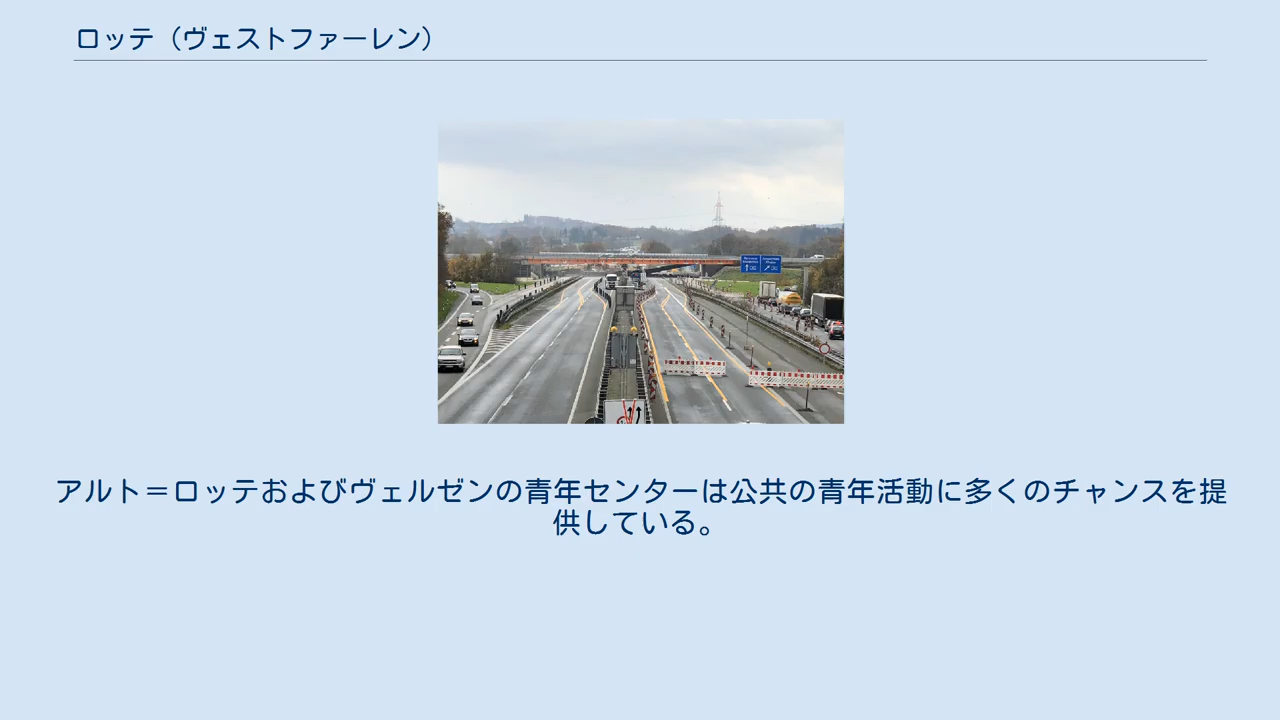 ロッテ（ヴェストファーレン）
アルト＝ロッテおよびヴェルゼンの青年センターは公共の青年活動に多くのチャンスを提
供している。